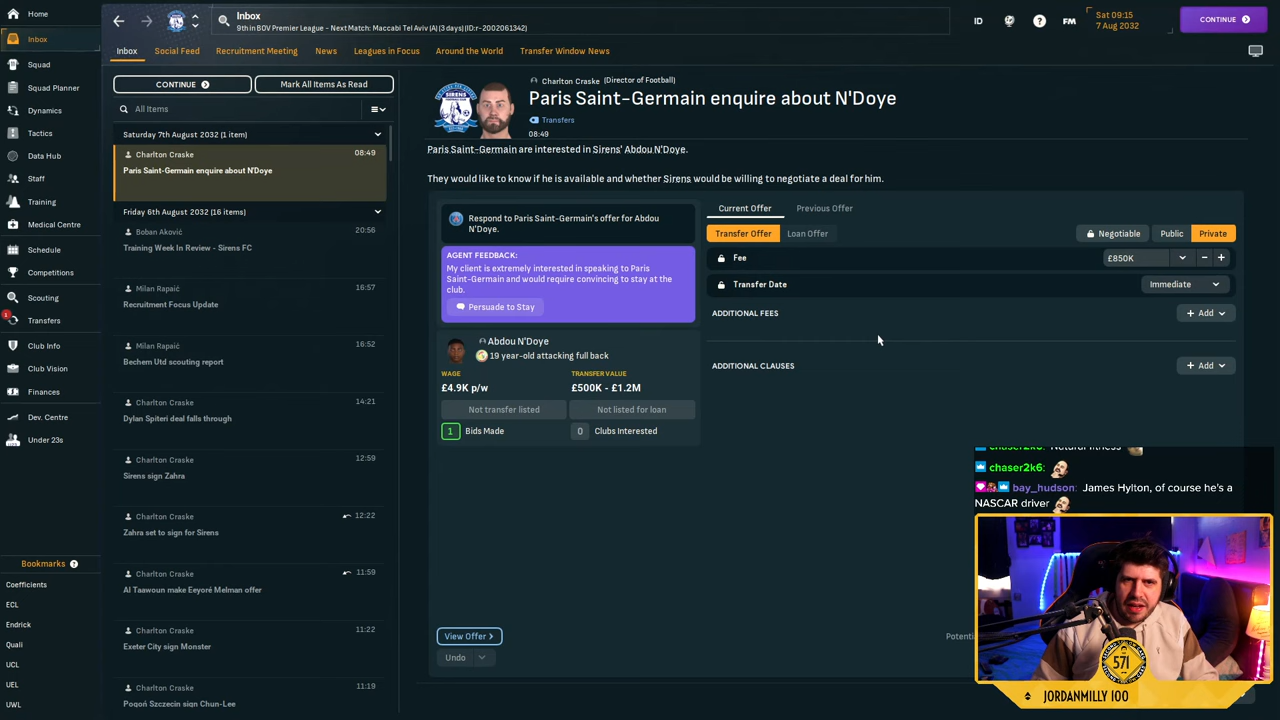 Home
Inbox
Squad
Squad Planner
Dynamics
Tactics
Data Hub
Staff
Training
Medical Centre
Schedule
Competitions
Scouting
1
Transfers
Club Info
Club Vision
Finances
Dev. Centre
Under 23s
Bookmarks ?
Coefficients
ECL
Endrick
Quali
UCL
UEL
UWL
Inbox
9th in BOV Premier League - Next Match: Maccabi Tel Aviv (A) (3 days) (ID:r-2002061342)
ID
?
FM
Sat 09:15
7 Aug 2032
CONTINUE
Inbox
Social Feed
Recruitment Meeting
News
Leagues in Focus
Around the World
Transfer Window News
CONTINUE
Mark All Items As Read
All Items
Saturday 7th August 2032 (1 item)
Charlton Craske
08:49
Paris Saint-Germain enquire about N'Doye
Friday 6th August 2032 (16 items)
Boban Aković
20:56
Training Week In Review - Sirens FC
Milan Rapaić
16:57
Recruitment Focus Update
Milan Rapaić
16:52
Bechem Utd scouting report
Charlton Craske
14:21
Dylan Spiteri deal falls through
Charlton Craske
12:59
Sirens sign Zahra
Charlton Craske
12:22
Zahra set to sign for Sirens
Charlton Craske
11:59
Al Taawoun make Eeyoré Melman offer
Charlton Craske
11:22
Exeter City sign Monster
Charlton Craske
11:19
Pogoń Szczecin sign Chun-Lee
SIRENS
Charlton Craske (Director of Football)
Paris Saint-Germain enquire about N'Doye
Transfers
08:49
Paris Saint-Germain are interested in Sirens' Abdou N'Doye.
They would like to know if he is available and whether Sirens would be willing to negotiate a deal for him.
Respond to Paris Saint-Germain's offer for Abdou
N'Doye.
AGENT FEEDBACK:
My client is extremely interested in speaking to Paris
Saint-Germain and would require convincing to stay at the
club.
Persuade to Stay
Abdou N'Doye
19 year-old attacking full back
WAGE
TRANSFER VALUE
£4.9K p/w
£500K - £1.2M
Not transfer listed
Not listed for loan
1 Bids Made
0 Clubs Interested
Current Offer
Previous Offer
Transfer Offer
Loan Offer
Negotiable
Public
Private
Fee
£850K
Transfer Date
Immediate
ADDITIONAL FEES
Add
ADDITIONAL CLAUSES
Add
View Offer
Undo
Potenti
chaser2k6: Natural fitness
chaser2k6:
bay_hudson: James Hylton, of course he's a
NASCAR driver
571
JORDANMILLY 100